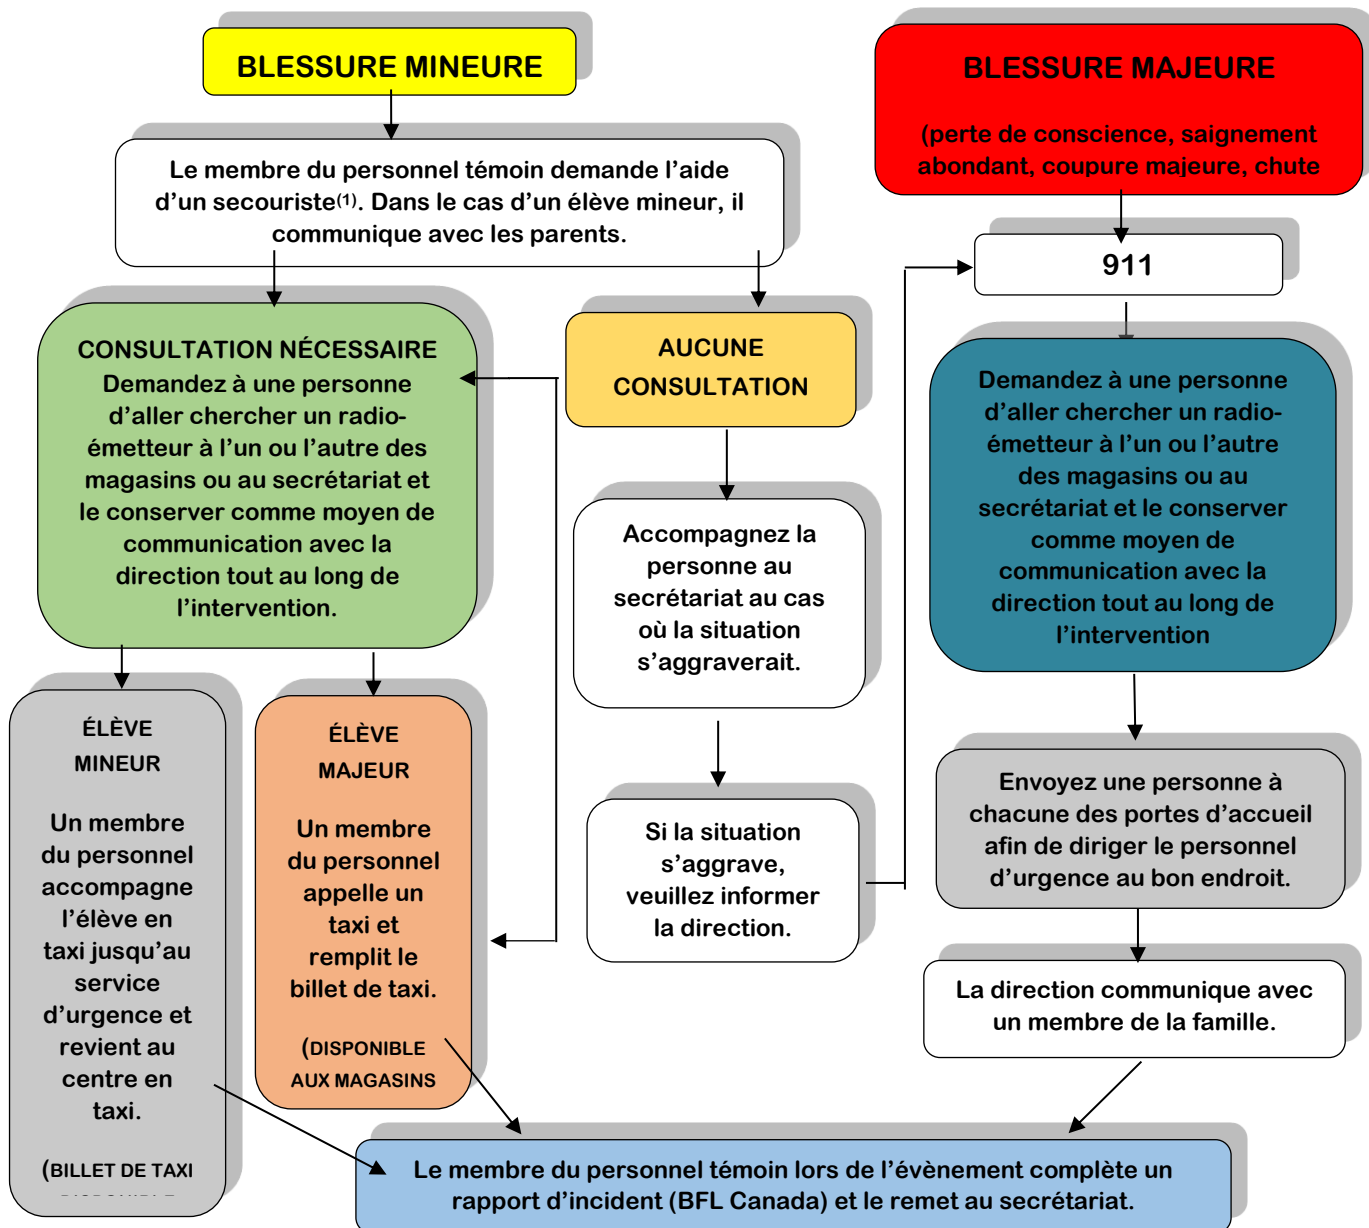 BLESSURE MINEURE
Le membre du personnel témoin demande l'aide
d'un secouriste(1). Dans le cas d'un élève mineur, il
communique avec les parents.
CONSULTATION NÉCESSAIRE
Demandez à une personne
d'aller chercher un radio-
émetteur à l'un ou l'autre des
magasins ou au secrétariat et
le conserver comme moyen de
communication avec la
direction tout au long de
l'intervention.
ÉLÈVE
MINEUR
Un membre
du personnel
accompagne
l'élève en
taxi jusqu'au
service
d'urgence et
revient au
centre en
taxi.
(BILLET DE TAXI
ÉLÈVE
MAJEUR
Un membre
du personnel
appelle un
taxi et
remplit le
billet de taxi.
(DISPONIBLE
AUX MAGASINS
AUCUNE
CONSULTATION
Accompagnez la
personne au
secrétariat au cas
où la situation
s'aggraverait.
Si la situation
s'aggrave,
veuillez informer
la direction.
BLESSURE MAJEURE
(perte de conscience, saignement
abondant, coupure majeure, chute
911
Demandez à une personne
d'aller chercher un radio-
émetteur à l'un ou l'autre
des magasins ou au
secrétariat et le conserver
comme moyen de
communication avec la
direction tout au long de
l'intervention
Envoyez une personne à
chacune des portes d'accueil
afin de diriger le personnel
d'urgence au bon endroit.
La direction communique avec
un membre de la famille.
Le membre du personnel témoin lors de l'évènement complète un
rapport d'incident (BFL Canada) et le remet au secrétariat.